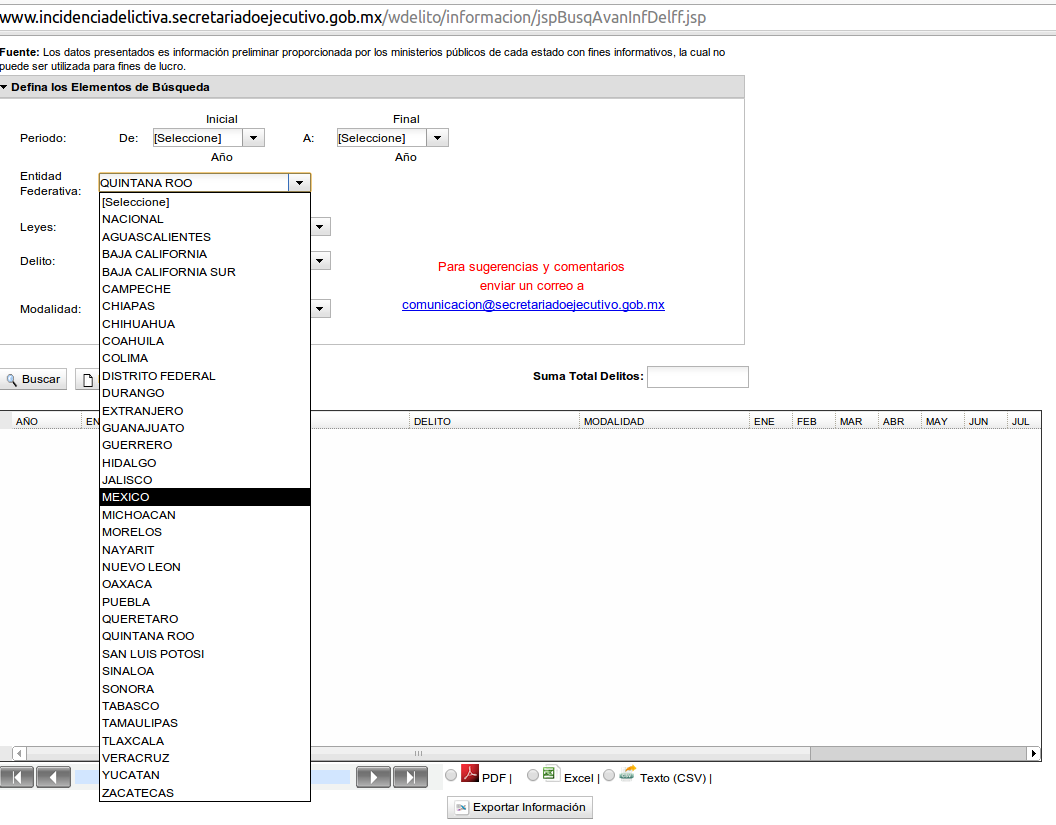 www.incidenciadelictiva.secretariadoejecutivo.gob.mx/wdelito/informacion/jspBusqAvanInfDelff.jsp
Fuente: Los datos presentados es información preliminar proporcionada por los ministerios públicos de cada estado con fines informativos, la cual no
puede ser utilizada para fines de lucro.
Defina los Elementos de Búsqueda
Inicial Final
Periodo: De: [Seleccione] A: [Seleccione]
Año Año
Entidad
Federativa:
QUINTANA ROO
[Seleccione]
NACIONAL
AGUASCALIENTES
BAJA CALIFORNIA
BAJA CALIFORNIA SUR
CAMPECHE
CHIAPAS
CHIHUAHUA
COAHUILA
COLIMA
DISTRITO FEDERAL
DURANGO
EXTRANJERO
GUANAJUATO
GUERRERO
HIDALGO
JALISCO
MEXICO
MICHOACAN
MORELOS
NAYARIT
NUEVO LEON
OAXACA
PUEBLA
QUERETARO
QUINTANA ROO
SAN LUIS POTOSI
SINALOA
SONORA
TABASCO
TAMAULIPAS
TLAXCALA
VERACRUZ
YUCATAN
ZACATECAS
Leyes:
Delito:
Modalidad:
Para sugerencias y comentarios
enviar un correo a
comunicacion@secretariadoejecutivo.gob.mx
Buscar
Suma Total Delitos:
AÑO EN DELITO MODALIDAD ENE FEB MAR ABR MAY JUN JUL
PDF | Excel | Texto (CSV) |
Exportar Información